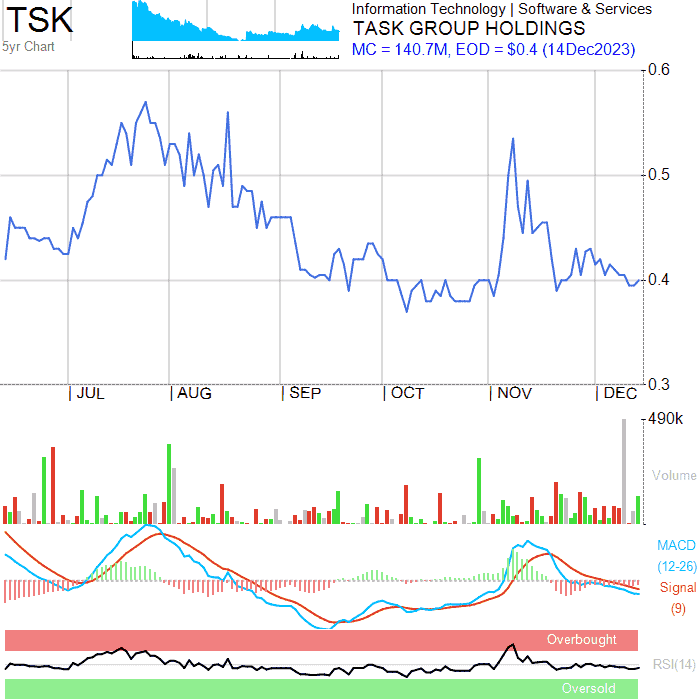 TSK
5yr Chart
Information Technology | Software & Services
TASK GROUP HOLDINGS
MC = 140.7M, EOD = $0.4 (14Dec2023)
0.6
0.5
0.4
0.3
| JUL | AUG | SEP | OCT | NOV | DEC
490k
Volume
MACD
(12-26)
Signal
(9)
Overbought
RSI(14)
Oversold